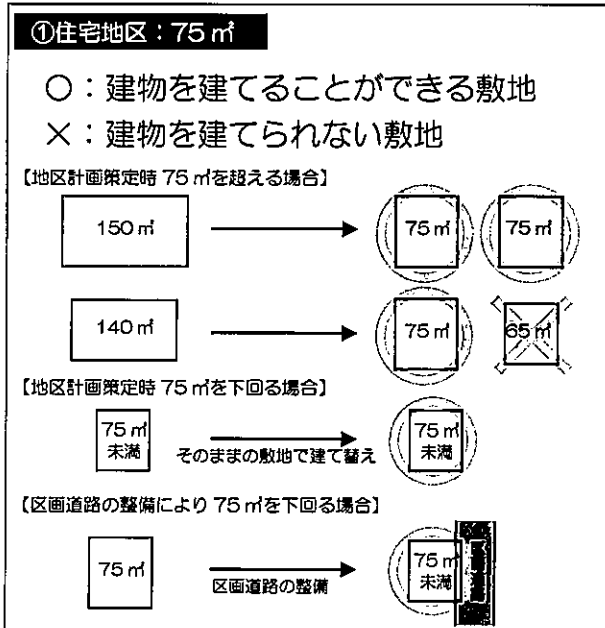 ①住宅地区：75㎡
○：建物を建てることができる敷地
×：建物を建てられない敷地
【地区計画策定時 75㎡を超える場合】
150㎡
75㎡
75㎡
140㎡
75㎡
65㎡
【地区計画策定時 75㎡を下回る場合】
75㎡
未満
そのままの敷地で建て替え
75㎡
未満
【区画道路の整備により 75㎡を下回る場合】
75㎡
区画道路の整備
75㎡
未満